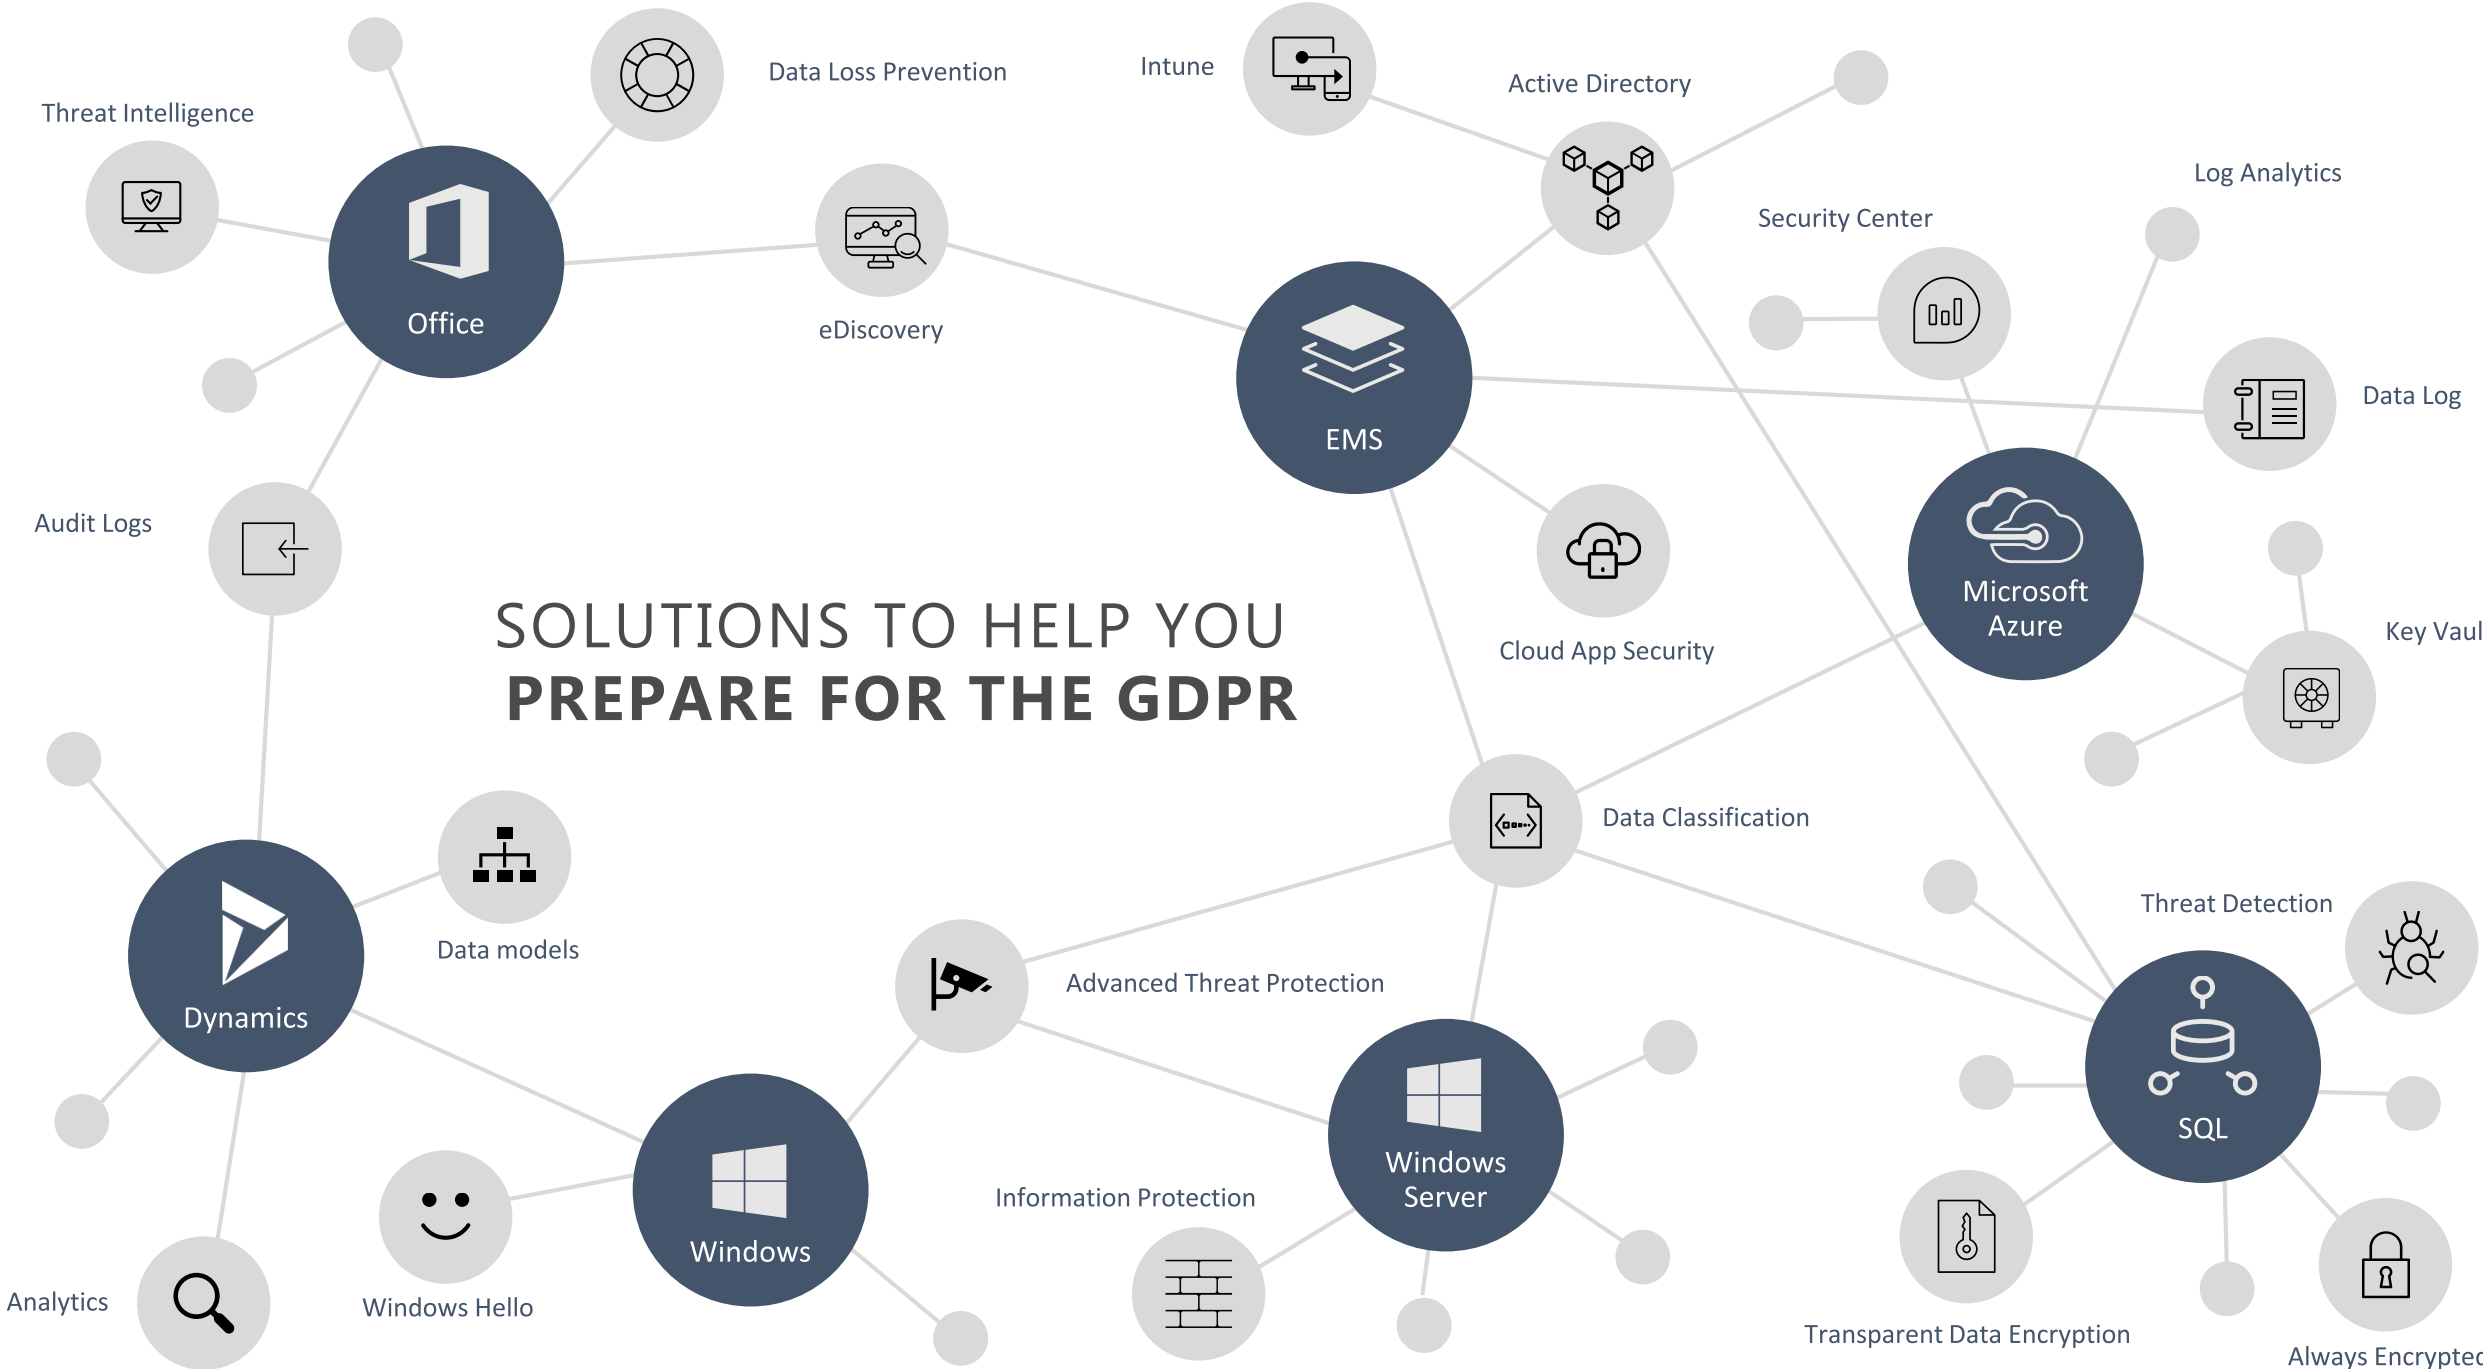 Intune
Data Loss Prevention
Active Directory
Threat Intelligence
Log Analytics
Security Center
Office
eDiscovery
Data Log
EMS
Audit Logs
Microsoft
Azure
SOLUTIONS TO HELP YOU
PREPARE FOR THE GDPR
Key Vaul
Cloud App Security
Data Classification
Threat Detection
Data models
Advanced Threat Protection
Dynamics
SQL
Windows
Server
Information Protection
Windows
Analytics
Windows Hello
Transparent Data Encryption
Always Encrypted